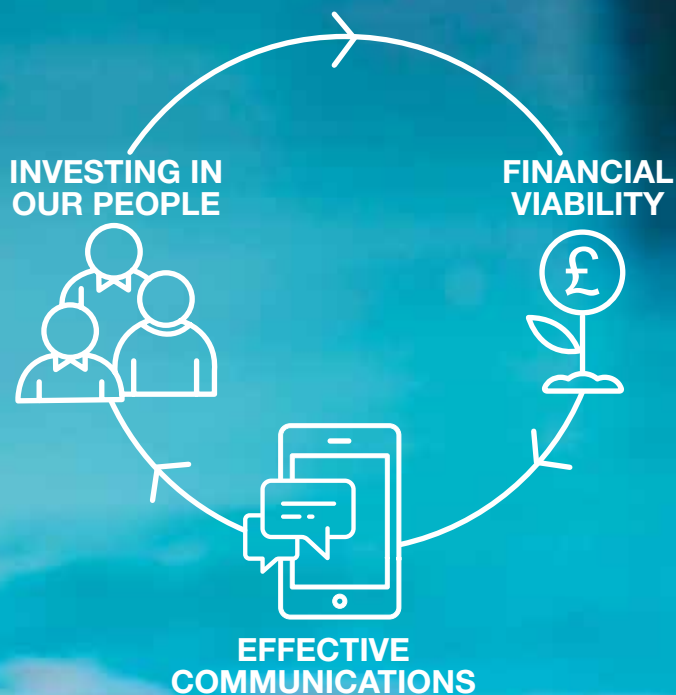 INVESTING IN
OUR PEOPLE
FINANCIAL
VIABILITY
£
EFFECTIVE
COMMUNICATIONS